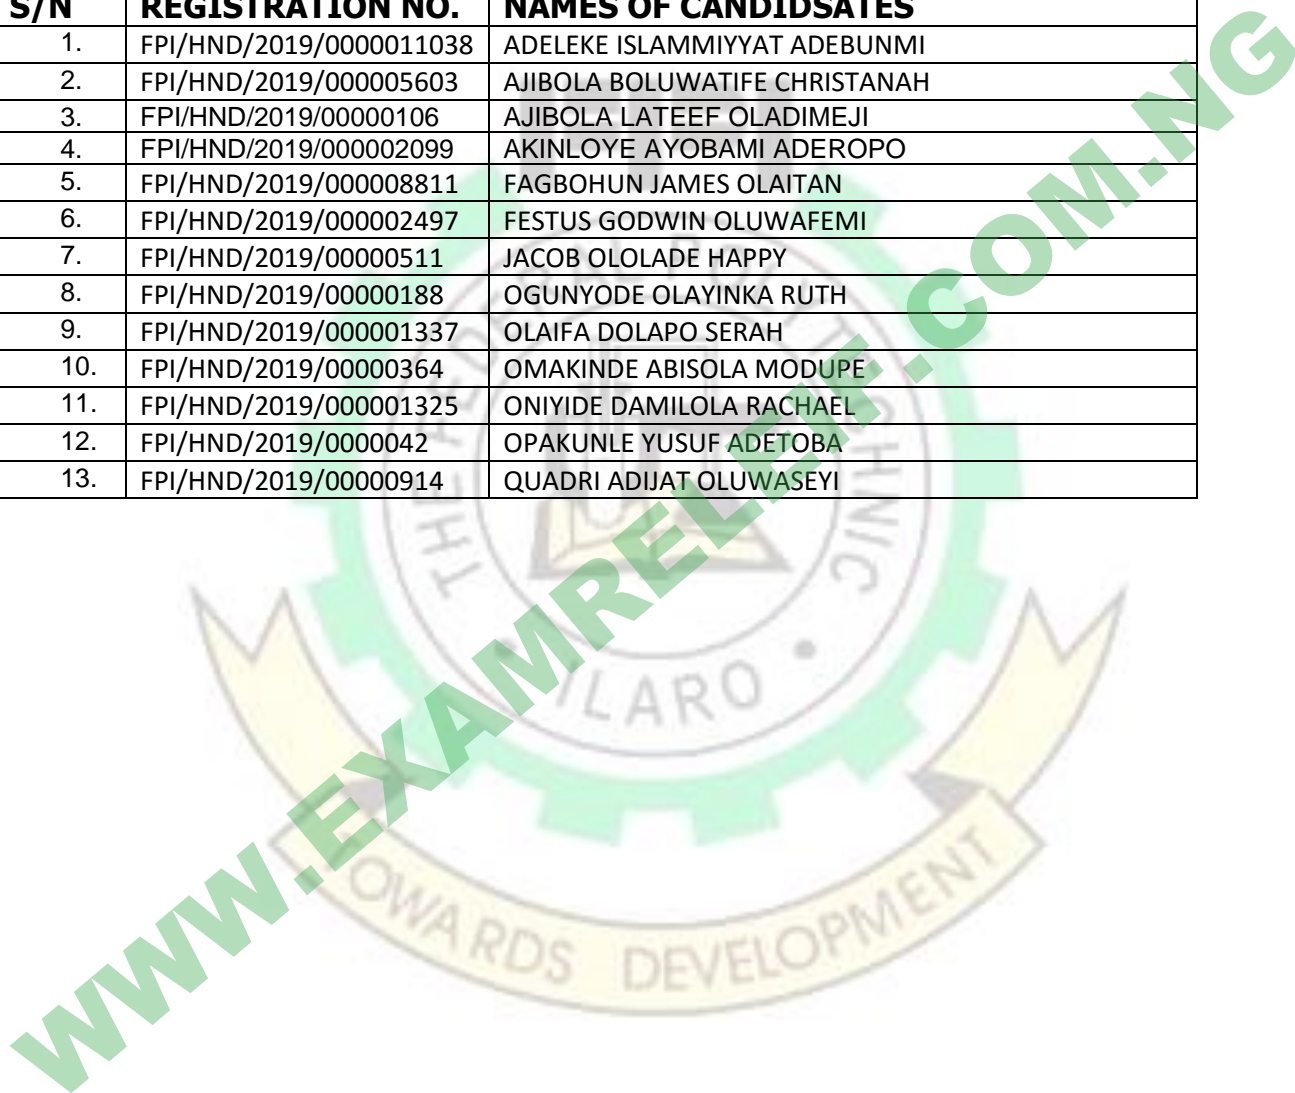 S/N REGISTRATION NO. NAMES OF CANDIDSATES
1. FPI/HND/2019/0000011038 ADELEKE ISLAMMIYYAT ADEBUNMI
2. FPI/HND/2019/000005603 AJIBOLA BOLUWATIFE CHRISTANAH
3. FPI/HND/2019/00000106 AJIBOLA LATEEF OLADIMEJI
4. FPI/HND/2019/000002099 AKINLOYE AYOBAMI ADEROPO
5. FPI/HND/2019/000008811 FAGBOHUN JAMES OLAITAN
6. FPI/HND/2019/000002497 FESTUS GODWIN OLUWAFEMI
7. FPI/HND/2019/00000511 JACOB OLOLADE HAPPY
8. FPI/HND/2019/00000188 OGUNYODE OLAYINKA RUTH
9. FPI/HND/2019/000001337 OLAIFA DOLAPO SERAH
10. FPI/HND/2019/00000364 OMAKINDE ABISOLA MODUPE
11. FPI/HND/2019/000001325 ONIYIDE DAMILOLA RACHAEL
12. FPI/HND/2019/0000042 OPAKUNLE YUSUF ADETOBA
13. FPI/HND/2019/00000914 QUADRI ADIJAT OLUWASEYI
THE FEDERAL POLYTECHNIC
ILARO
TOWARDS DEVELOPMENT
WWW.EXAMRELEIF.COM.NG